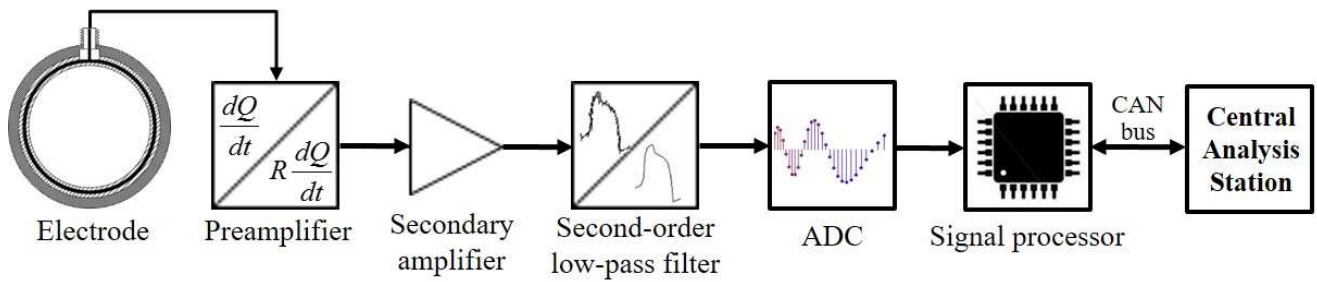 dQ
dt
R dQ
dt
CAN
bus
Central
Analysis
Station
Electrode
Preamplifier
Secondary
amplifier
Second-order
low-pass filter
ADC
Signal processor